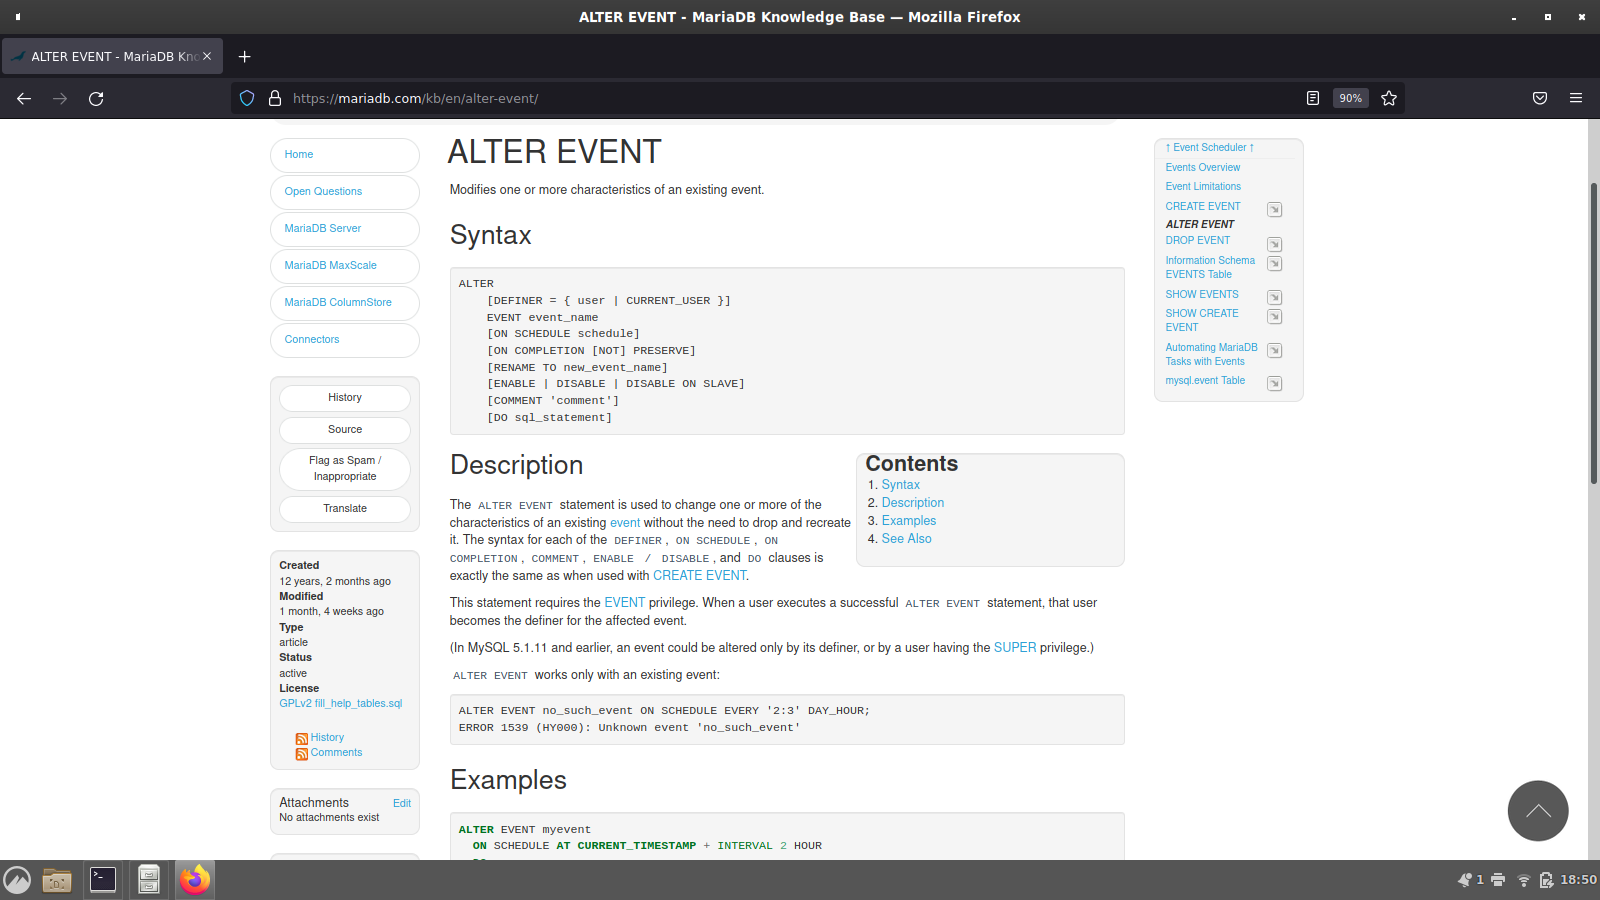 ALTER EVENT - MariaDB Knowledge Base — Mozilla Firefox
ALTER EVENT - MariaDB Kno
https://mariadb.com/kb/en/alter-event/
90%
Home
Open Questions
MariaDB Server
MariaDB MaxScale
MariaDB ColumnStore
Connectors
History
Source
Flag as Spam /
Inappropriate
Translate
Created
12 years, 2 months ago
Modified
1 month, 4 weeks ago
Type
article
Status
active
License
GPLv2 fill_help_tables.sql
History
Comments
Attachments Edit
No attachments exist
ALTER EVENT
Modifies one or more characteristics of an existing event.
Syntax
ALTER
[DEFINER = { user | CURRENT_USER }]
EVENT event_name
[ON SCHEDULE schedule]
[ON COMPLETION [NOT] PRESERVE]
[RENAME TO new_event_name]
[ENABLE | DISABLE | DISABLE ON SLAVE]
[COMMENT 'comment']
[DO sql_statement]
Description
The ALTER EVENT statement is used to change one or more of the
characteristics of an existing event without the need to drop and recreate
it. The syntax for each of the DEFINER, ON SCHEDULE, ON
COMPLETION, COMMENT, ENABLE / DISABLE, and DO clauses is
exactly the same as when used with CREATE EVENT.
Contents
1. Syntax
2. Description
3. Examples
4. See Also
This statement requires the EVENT privilege. When a user executes a successful ALTER EVENT statement, that user
becomes the definer for the affected event.
(In MySQL 5.1.11 and earlier, an event could be altered only by its definer, or by a user having the SUPER privilege.)
ALTER EVENT works only with an existing event:
ALTER EVENT no_such_event ON SCHEDULE EVERY '2:3' DAY_HOUR;
ERROR 1539 (HY000): Unknown event 'no_such_event'
Examples
ALTER EVENT myevent
ON SCHEDULE AT CURRENT_TIMESTAMP + INTERVAL 2 HOUR
↑ Event Scheduler ↑
Events Overview
Event Limitations
CREATE EVENT
ALTER EVENT
DROP EVENT
Information Schema
EVENTS Table
SHOW EVENTS
SHOW CREATE
EVENT
Automating MariaDB
Tasks with Events
mysql.event Table
1
18:50